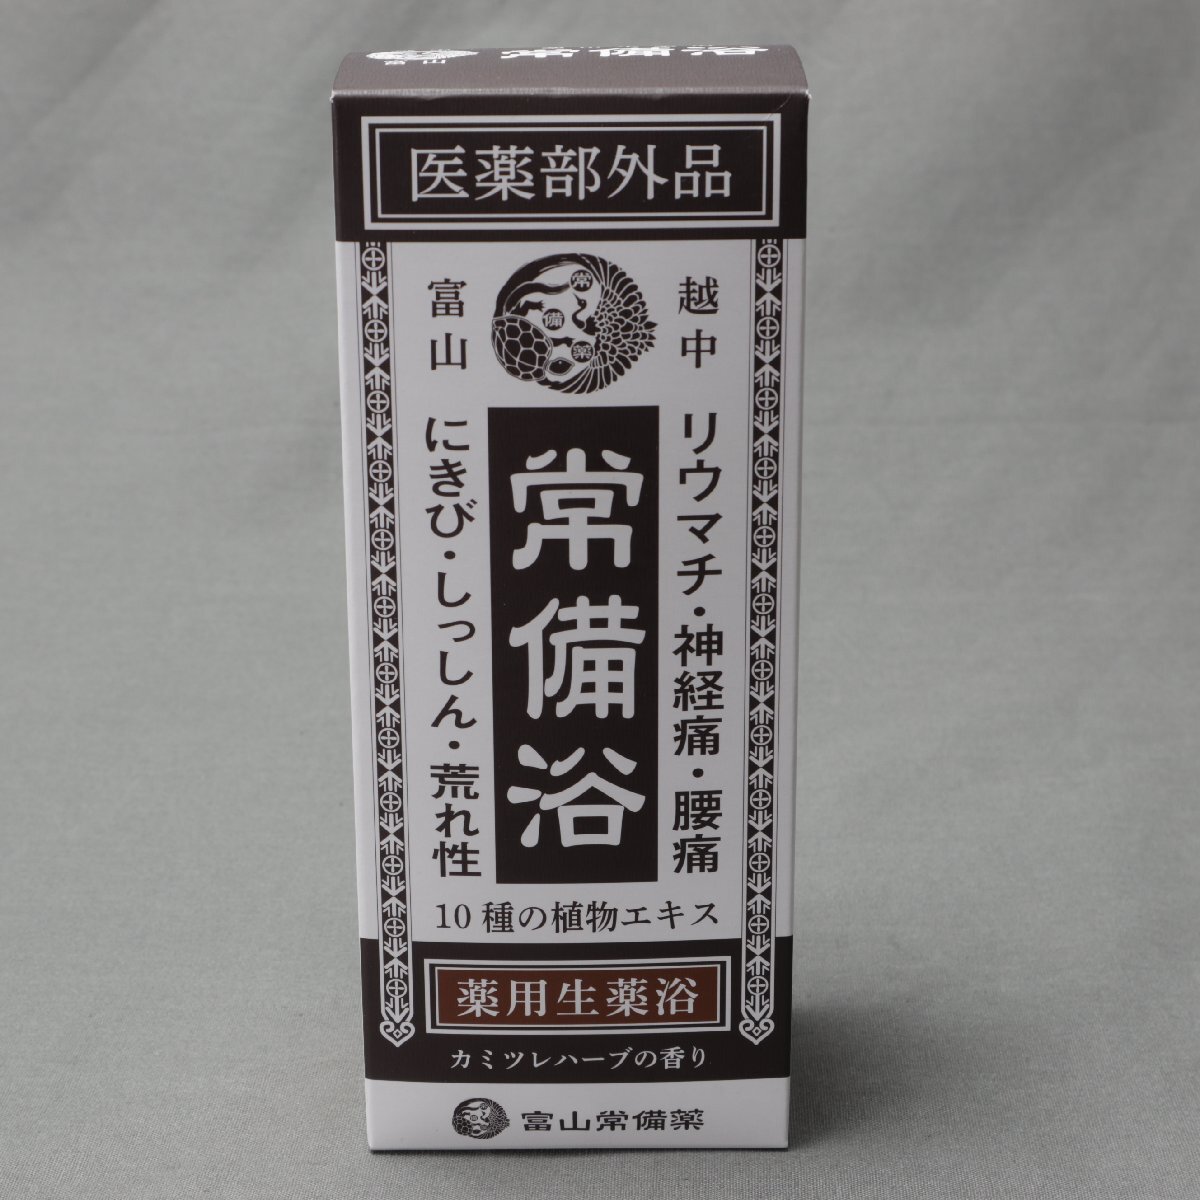 富山 常備浴
医薬部外品
越中
富山
常備薬
リウマチ・神経痛・腰痛
常備浴
にきび・しっしん・荒れ性
10種の植物エキス
薬用生薬浴
カミツレハーブの香り
富山常備薬